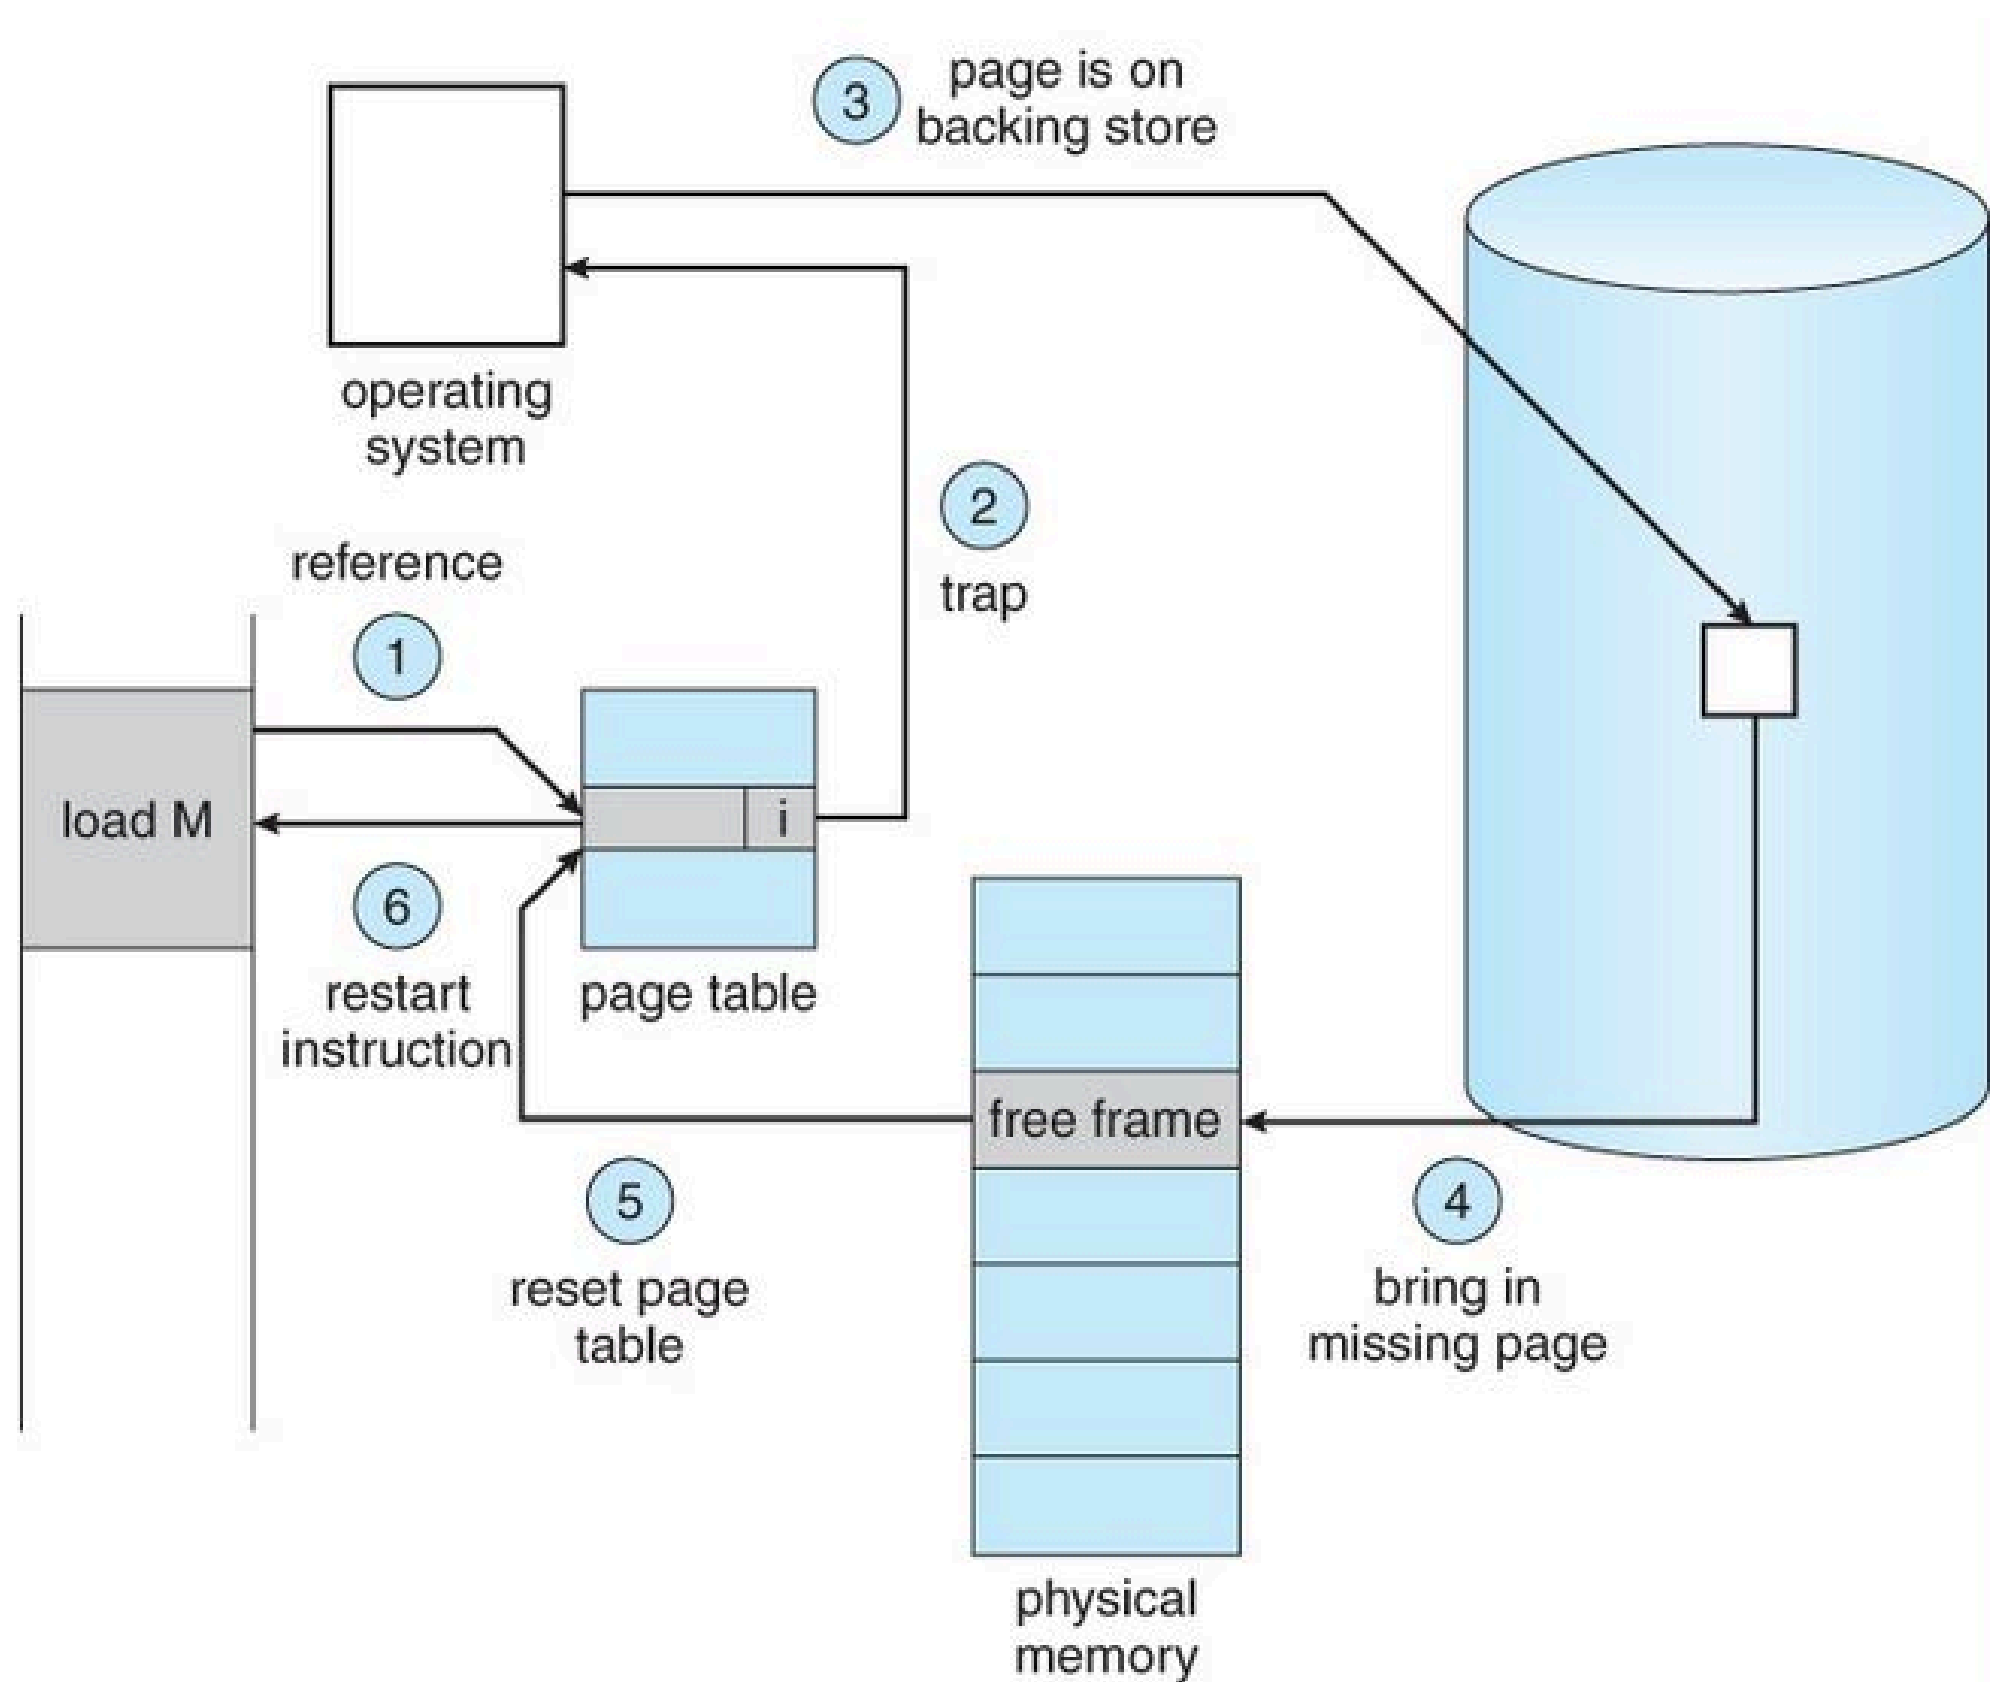 3
page is on
backing store
operating
system
2
trap
reference
1
load M
i
6
restart
instruction
page table
free frame
5
reset page
table
4
bring in
missing page
physical
memory